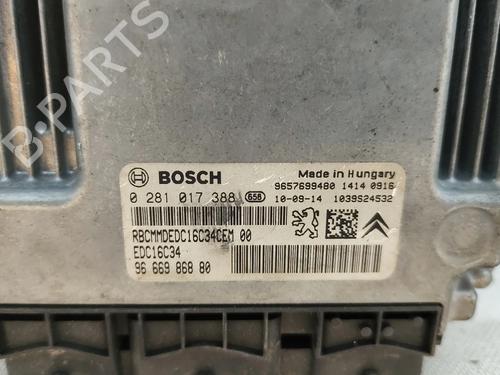 B-PARTS
BOSCH
Made in Hungary
0 281 017 388 658
9657699480 1414 0916
10-09-14 1039S24532
RBCMMDEDC16C34CEM 00
EDC16C34
96 669 868 80